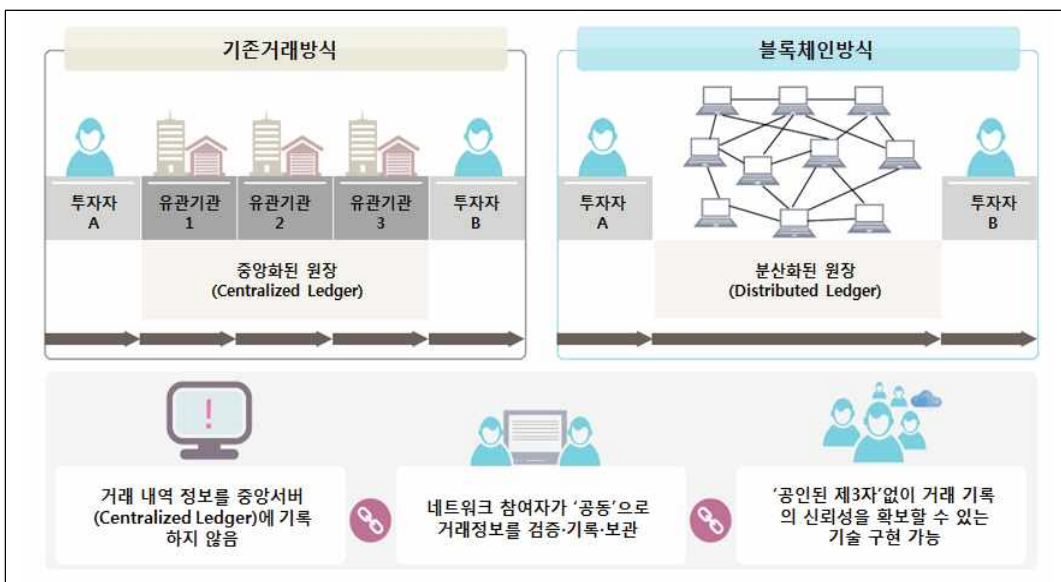 기존거래방식
투자자
A
유관기관
1
유관기관
2
유관기관
3
투자자
B
중앙화된 원장
(Centralized Ledger)
블록체인방식
투자자
A
투자자
B
분산화된 원장
(Distributed Ledger)
!
거래 내역 정보를 중앙서버
(Centralized Ledger)에 기록
하지 않음
네트워크 참여자가 '공동'으로
거래정보를 검증·기록·보관
'공인된 제3자'없이 거래 기록
의 신뢰성을 확보할 수 있는
기술 구현 가능